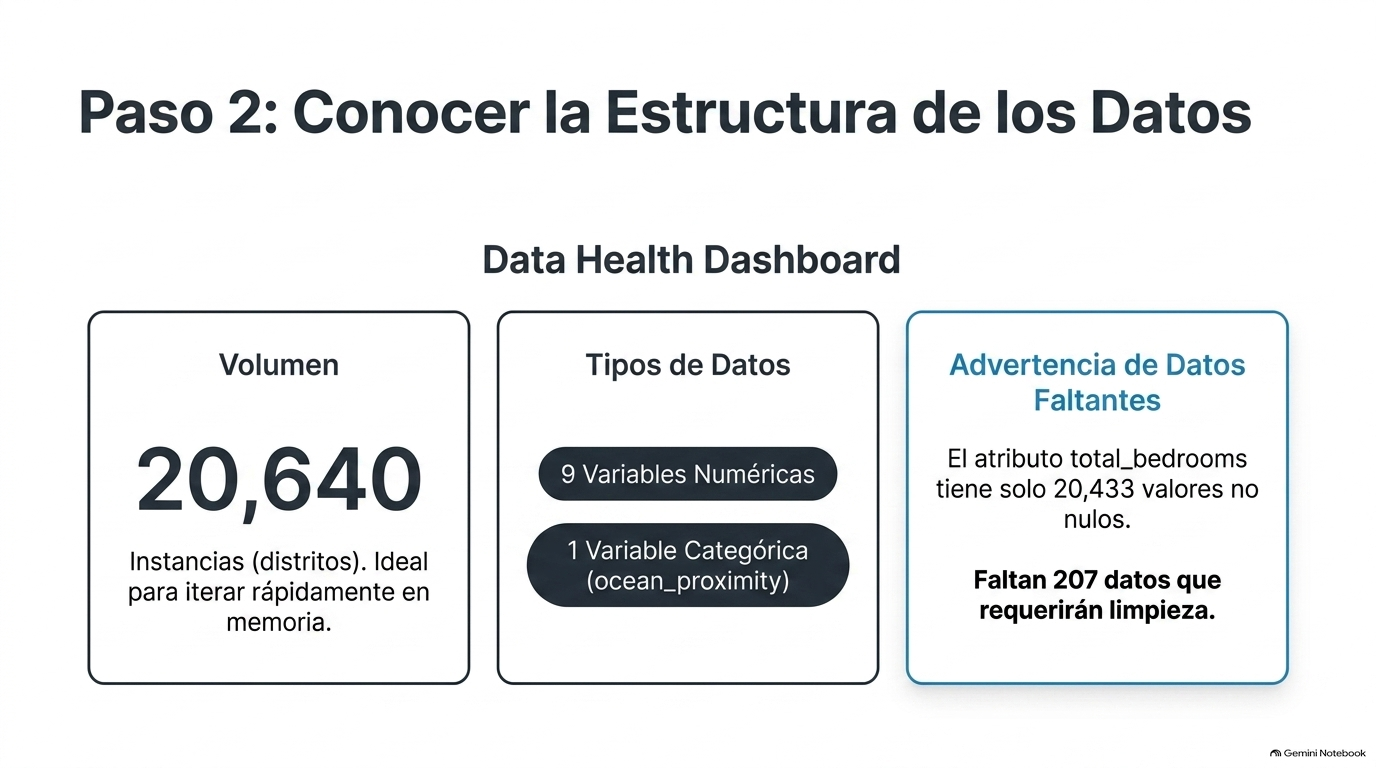 Paso 2: Conocer la Estructura de los Datos
Data Health Dashboard
Volumen
20,640
Instancias (distritos). Ideal
para iterar rápidamente en
memoria.
Tipos de Datos
9 Variables Numéricas
1 Variable Categórica
(ocean_proximity)
Advertencia de Datos
Faltantes
El atributo total_bedrooms
tiene solo 20,433 valores no
nulos.
Faltan 207 datos que
requerirán limpieza.
Gemini Notebook